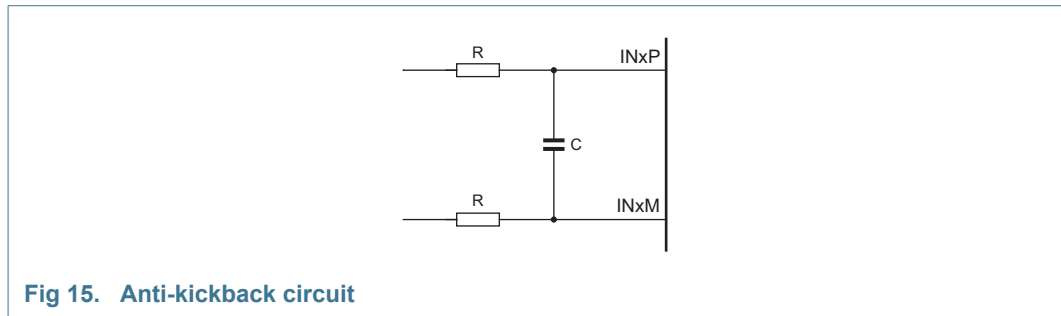 R
INxP
C
R
INxM
Fig 15. Anti-kickback circuit